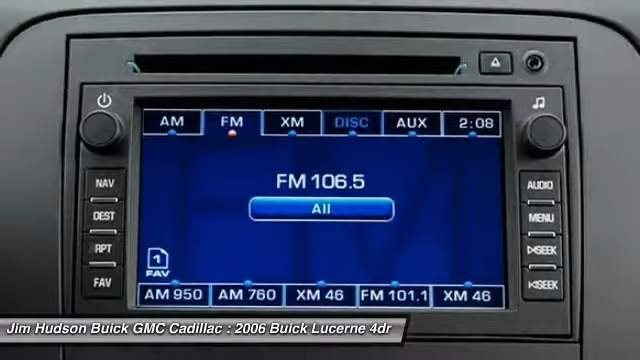 AM FM XM DISC AUX 2:08
FM 106.5
All
1
FAV
AM 950 AM 760 XM 46 FM 101.1 XM 46
NAV
DEST
RPT
FAV
AUDIO
MENU
SEEK
SEEK
Jim Hudson Buick GMC Cadillac : 2006 Buick Lucerne 4dr